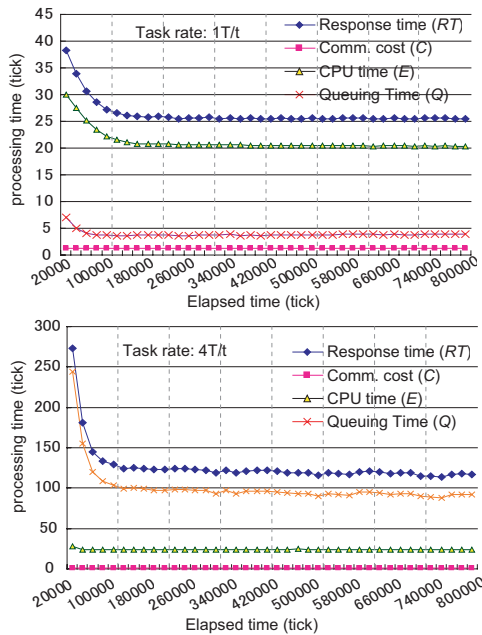 45
40
35
30
25
20
15
10
5
0
processing time (tick)
Task rate: 1T/t
Response time (RT)
Comm. cost (C)
CPU time (E)
Queuing Time (Q)
20000
100000
180000
260000
340000
420000
500000
580000
660000
740000
800000
Elapsed time (tick)
300
250
200
150
100
50
0
processing time (tick)
Task rate: 4T/t
Response time (RT)
Comm. cost (C)
CPU time (E)
Queuing Time (Q)
20000
100000
180000
260000
340000
420000
500000
580000
660000
740000
800000
Elapsed time (tick)